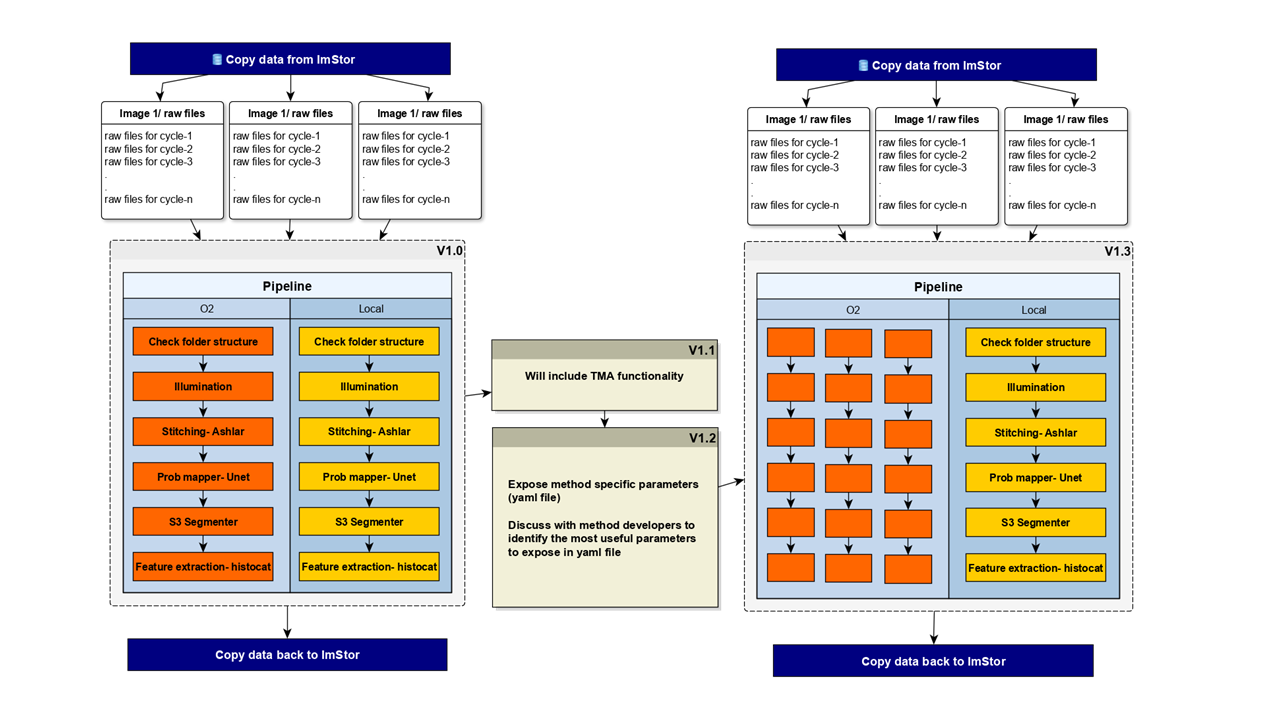 Copy data from ImStor
Image 1/ raw files
raw files for cycle-1
raw files for cycle-2
raw files for cycle-3
.
.
raw files for cycle-n
Image 1/ raw files
raw files for cycle-1
raw files for cycle-2
raw files for cycle-3
.
.
raw files for cycle-n
Image 1/ raw files
raw files for cycle-1
raw files for cycle-2
raw files for cycle-3
.
.
raw files for cycle-n
V1.0
Pipeline
O2
Check folder structure
Illumination
Stitching- Ashlar
Prob mapper- Unet
S3 Segmenter
Feature extraction- histocat
Local
Check folder structure
Illumination
Stitching- Ashlar
Prob mapper- Unet
S3 Segmenter
Feature extraction- histocat
Copy data back to ImStor
V1.1
Will include TMA functionality
V1.2
Expose method specific parameters
(yaml file)
Discuss with method developers to
identify the most useful parameters
to expose in yaml file
Copy data from ImStor
Image 1/ raw files
raw files for cycle-1
raw files for cycle-2
raw files for cycle-3
.
.
raw files for cycle-n
Image 1/ raw files
raw files for cycle-1
raw files for cycle-2
raw files for cycle-3
.
.
raw files for cycle-n
Image 1/ raw files
raw files for cycle-1
raw files for cycle-2
raw files for cycle-3
.
.
raw files for cycle-n
V1.3
Pipeline
O2
Local
Check folder structure
Illumination
Stitching- Ashlar
Prob mapper- Unet
S3 Segmenter
Feature extraction- histocat
Copy data back to ImStor